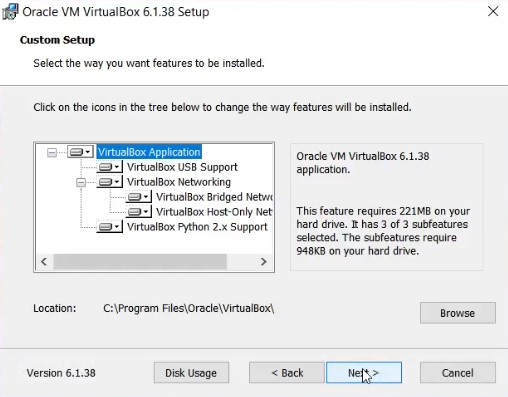 Oracle VM VirtualBox 6.1.38 Setup
Custom Setup
Select the way you want features to be installed.
Click on the icons in the tree below to change the way features will be installed.
VirtualBox Application
VirtualBox USB Support
VirtualBox Networking
VirtualBox Bridged Netw
VirtualBox Host-Only Net
VirtualBox Python 2.x Support
Oracle VM VirtualBox 6.1.38
application.
This feature requires 221MB on your
hard drive. It has 3 of 3 subfeatures
selected. The subfeatures require
948KB on your hard drive.
Location: C:\Program Files\Oracle\VirtualBox\
Browse
Version 6.1.38
Disk Usage
< Back
Next >
Cancel